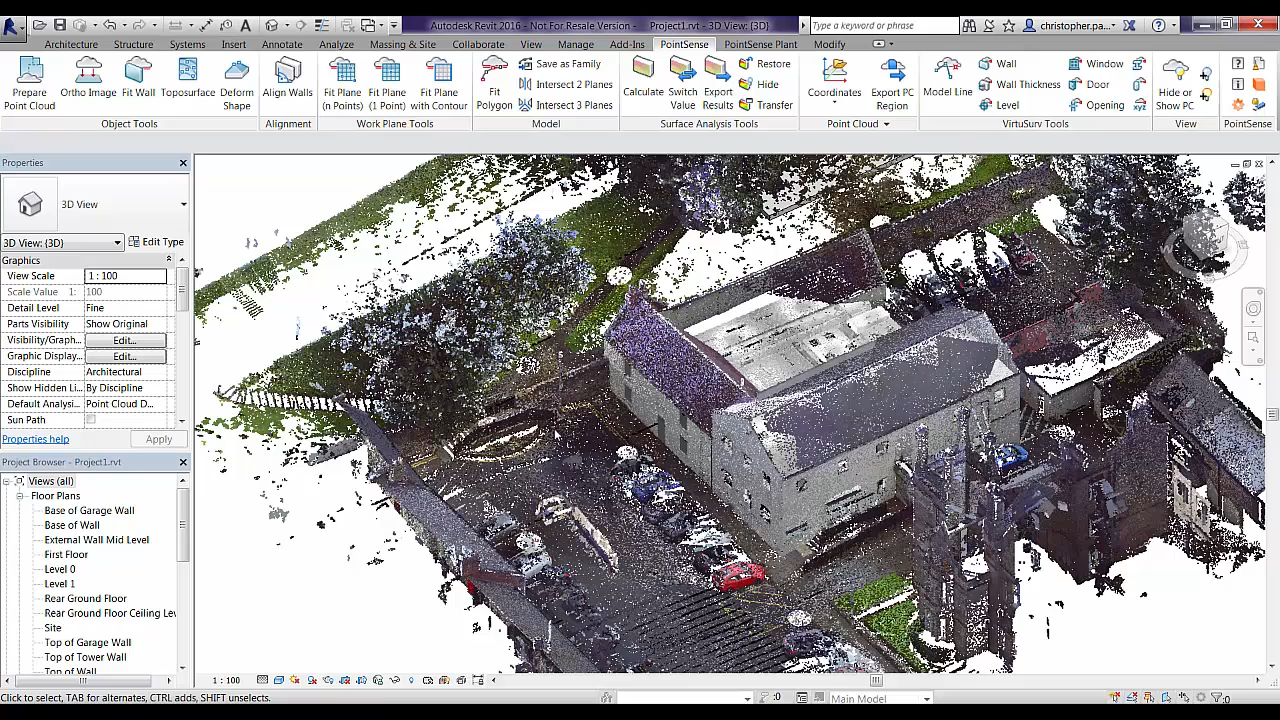 Autodesk Revit 2016 - Not For Resale Version - Project1.rvt - 3D View: {3D}
Type a keyword or phrase
christopher.pa...
Architecture Structure Systems Insert Annotate Analyze Massing & Site Collaborate View Manage Add-Ins PointSense PointSense Plant Modify
Prepare Point Cloud
Ortho Image
Fit Wall
Toposurface
Deform Shape
Align Walls
Fit Plane (n Points)
Fit Plane (1 Point)
Fit Plane with Contour
Fit Polygon
Save as Family
Intersect 2 Planes
Intersect 3 Planes
Calculate
Switch Value
Export Results
Restore
Hide
Transfer
Coordinates
Export PC Region
Model Line
Wall
Wall Thickness
Level
Window
Door
Opening
Hide or Show PC
Object Tools
Alignment
Work Plane Tools
Model
Surface Analysis Tools
Point Cloud
VirtuSurv Tools
View
PointSense
Properties
3D View
3D View: {3D} Edit Type
Graphics
View Scale 1 : 100
Scale Value 1: 100
Detail Level Fine
Parts Visibility Show Original
Visibility/Graph... Edit...
Graphic Display... Edit...
Discipline Architectural
Show Hidden Li... By Discipline
Default Analysi... Point Cloud D...
Sun Path
Properties help Apply
Project Browser - Project1.rvt
Views (all)
Floor Plans
Base of Garage Wall
Base of Wall
External Wall Mid Level
First Floor
Level 0
Level 1
Rear Ground Floor
Rear Ground Floor Ceiling Lev
Site
Top of Garage Wall
Top of Tower Wall
Top of Wall
1 : 100
Click to select, TAB for alternates, CTRL adds, SHIFT unselects.
:0
Main Model
:0